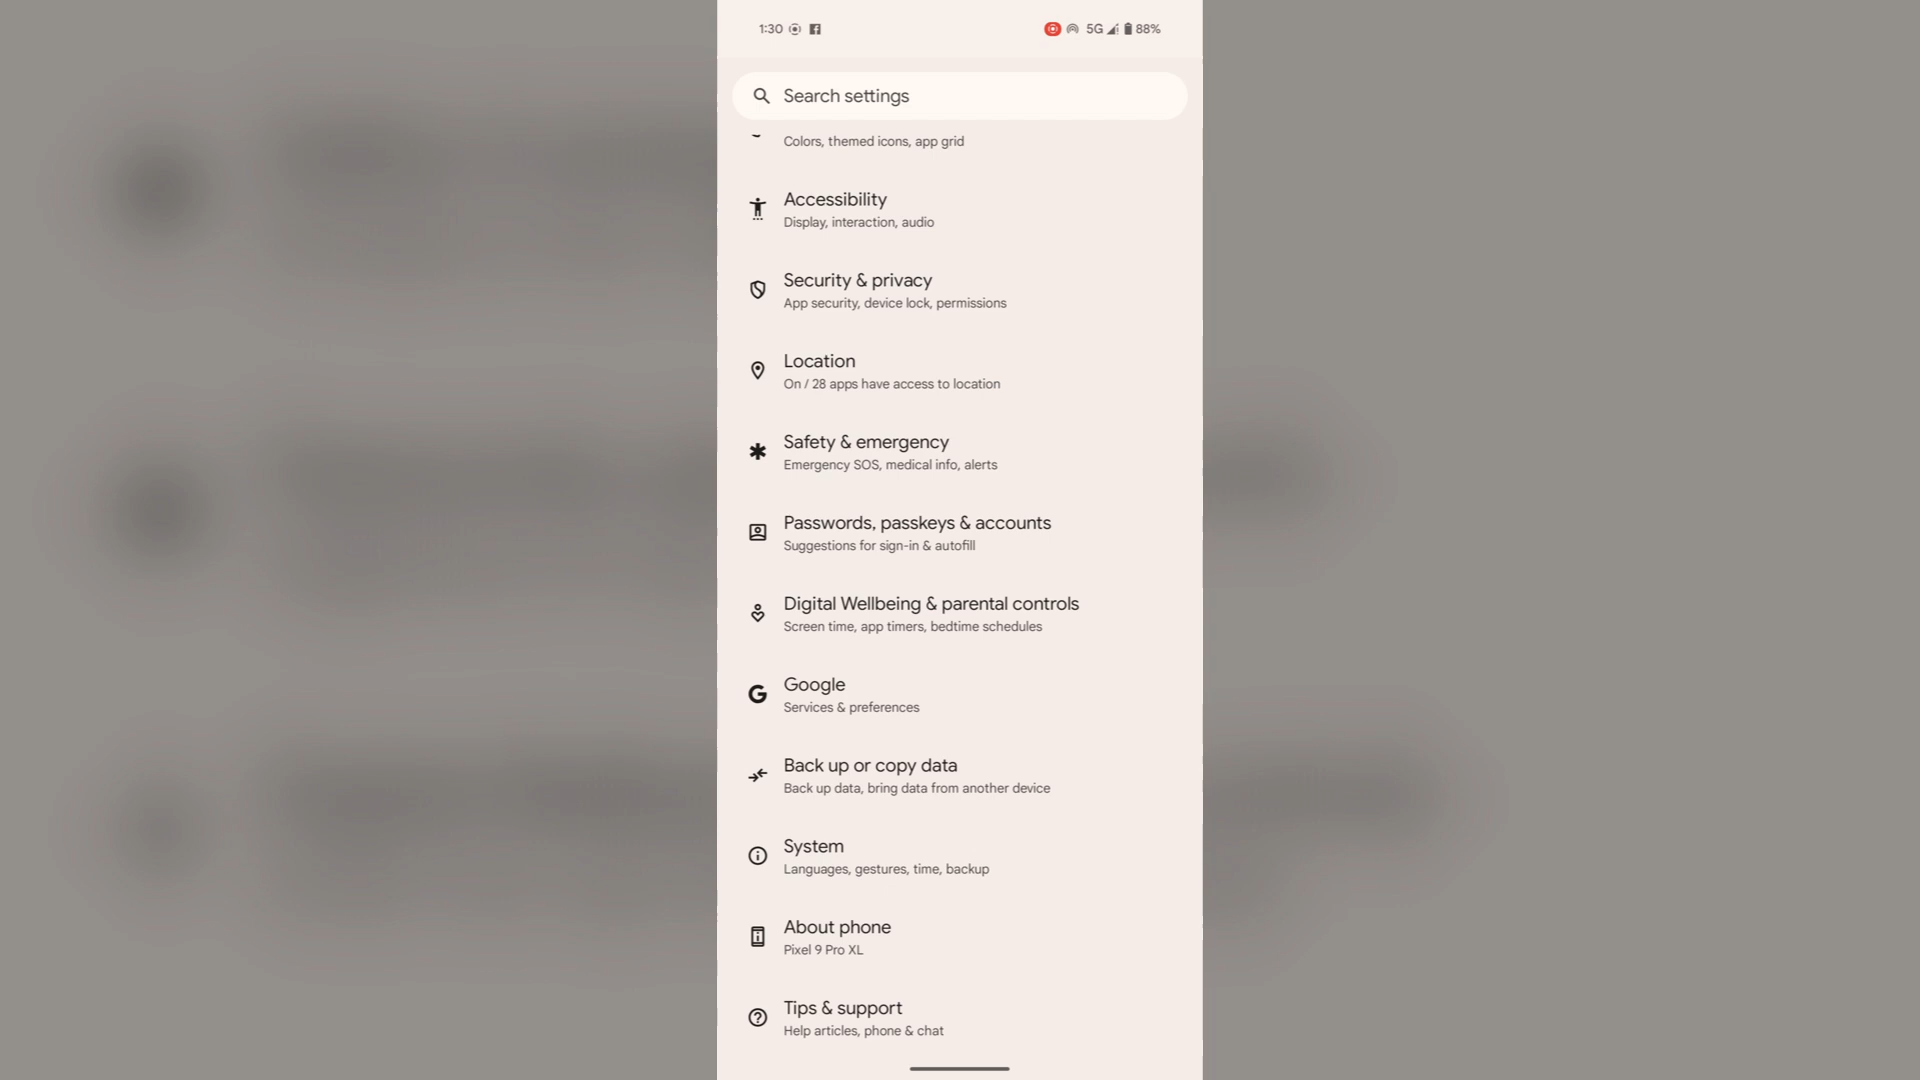 1:30 5G 88%
Search settings
Colors, themed icons, app grid
Accessibility
Display, interaction, audio
Security & privacy
App security, device lock, permissions
Location
On / 28 apps have access to location
Safety & emergency
Emergency SOS, medical info, alerts
Passwords, passkeys & accounts
Suggestions for sign-in & autofill
Digital Wellbeing & parental controls
Screen time, app timers, bedtime schedules
Google
Services & preferences
Back up or copy data
Back up data, bring data from another device
System
Languages, gestures, time, backup
About phone
Pixel 9 Pro XL
Tips & support
Help articles, phone & chat